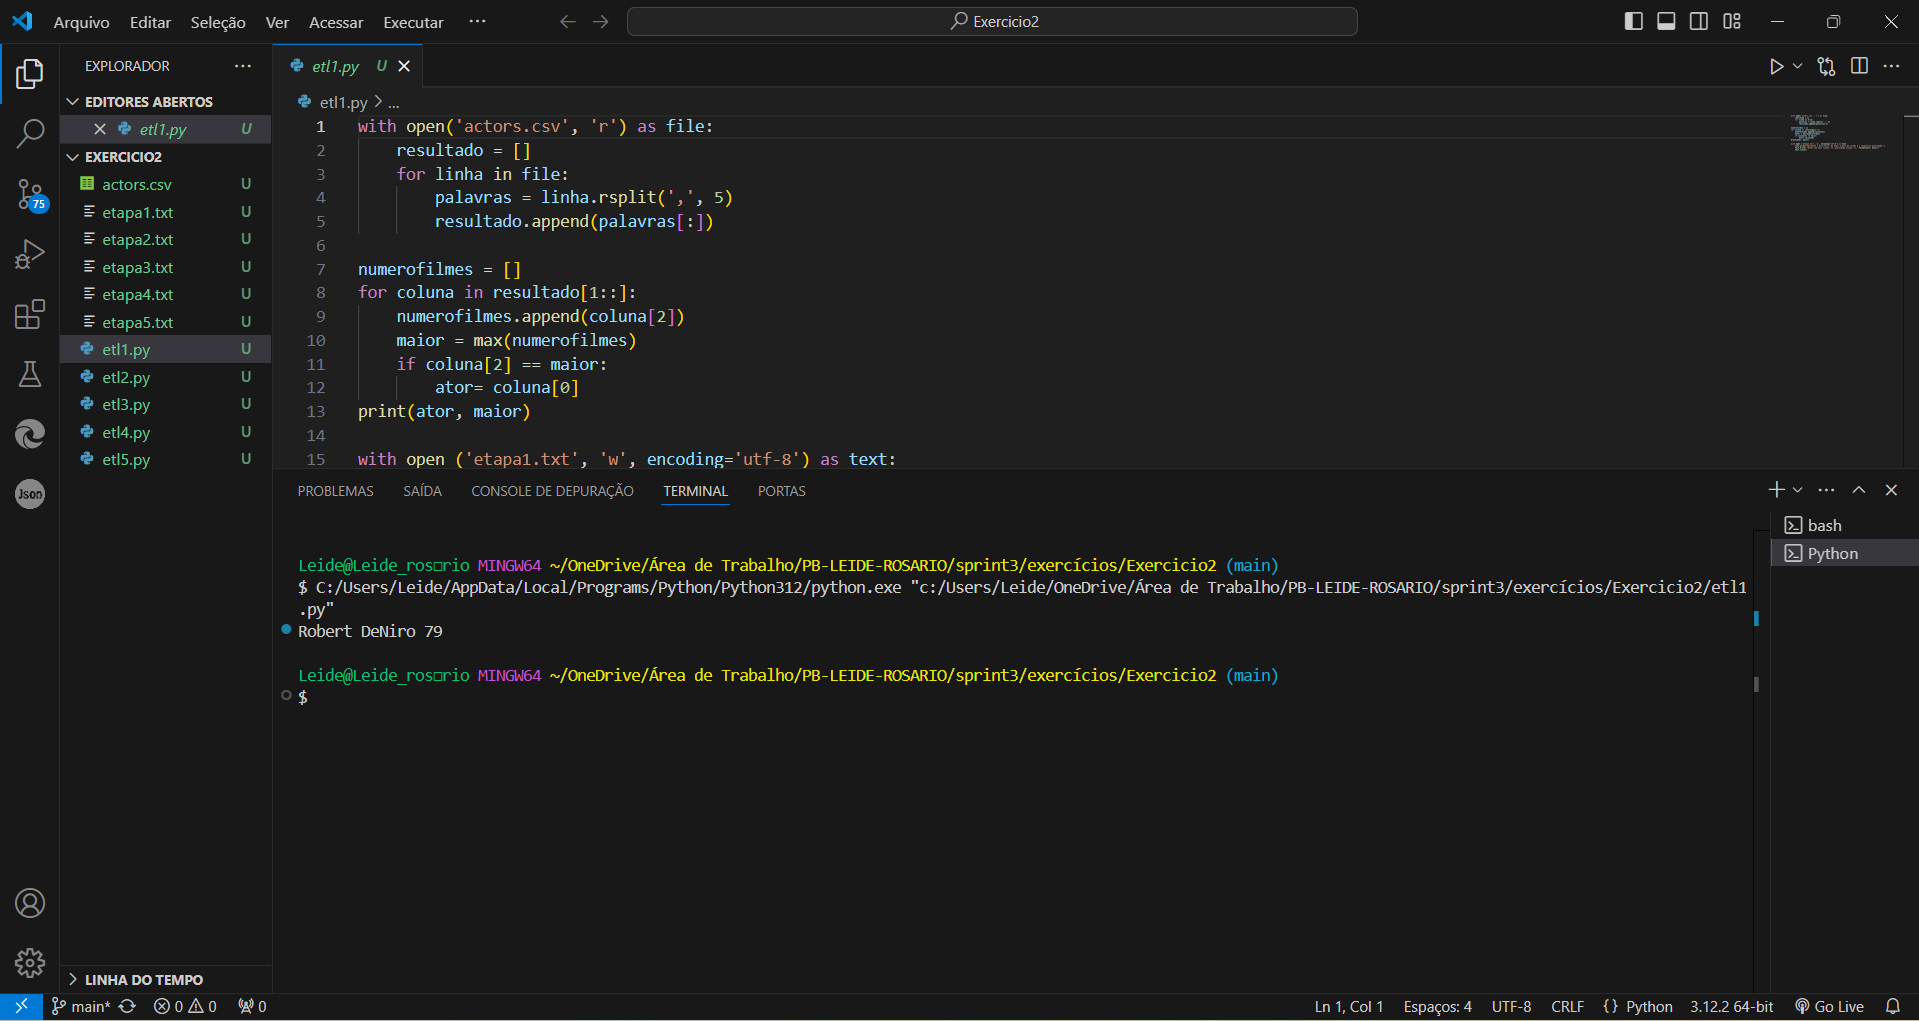 Arquivo Editar Seleção Ver Acessar Executar ··· Exercicio2
EXPLORADOR ···
EDITORES ABERTOS
etl1.py U
EXERCICIO2
actors.csv U
etapa1.txt U
etapa2.txt U
etapa3.txt U
etapa4.txt U
etapa5.txt U
etl1.py U
etl2.py U
etl3.py U
etl4.py U
etl5.py U
LINHA DO TEMPO
75
Json
etl1.py U
etl1.py > ...
1 with open('actors.csv', 'r') as file:
2 resultado = []
3 for linha in file:
4 palavras = linha.rsplit(',', 5)
5 resultado.append(palavras[:])
6
7 numerofilmes = []
8 for coluna in resultado[1::]:
9 numerofilmes.append(coluna[2])
10 maior = max(numerofilmes)
11 if coluna[2] == maior:
12 ator= coluna[0]
13 print(ator, maior)
14
15 with open ('etapa1.txt', 'w', encoding='utf-8') as text:
PROBLEMAS SAÍDA CONSOLE DE DEPURAÇÃO TERMINAL PORTAS
bash
Python
Leide@Leide_ros□rio MINGW64 ~/OneDrive/Área de Trabalho/PB-LEIDE-ROSARIO/sprint3/exercícios/Exercicio2 (main)
$ C:/Users/Leide/AppData/Local/Programs/Python/Python312/python.exe "c:/Users/Leide/OneDrive/Área de Trabalho/PB-LEIDE-ROSARIO/sprint3/exercícios/Exercicio2/etl1
.py"
Robert DeNiro 79
Leide@Leide_ros□rio MINGW64 ~/OneDrive/Área de Trabalho/PB-LEIDE-ROSARIO/sprint3/exercícios/Exercicio2 (main)
$
main* 0 0 0 Ln 1, Col 1 Espaços: 4 UTF-8 CRLF {} Python 3.12.2 64-bit Go Live